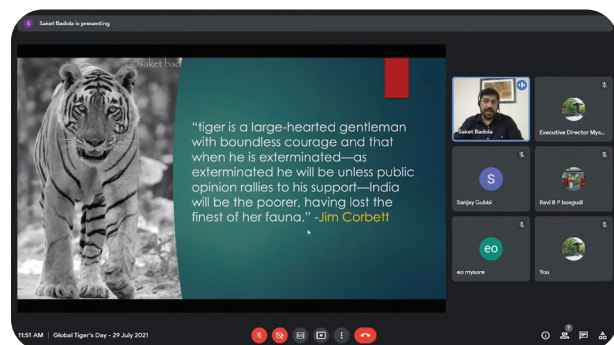 S Saket Badola is presenting
©saket bad
“tiger is a large-hearted gentleman
with boundless courage and that
when he is exterminated—as
exterminated he will be unless public
opinion rallies to his support—India
will be the poorer, having lost the
finest of her fauna.” -Jim Corbett
Saket Badola
Executive Director Mys...
S
Sanjay Gubbi
Ravi B P bosgudi
eo
eo mysore
You
11:51 AM | Global Tiger's Day - 29 July 2021
7